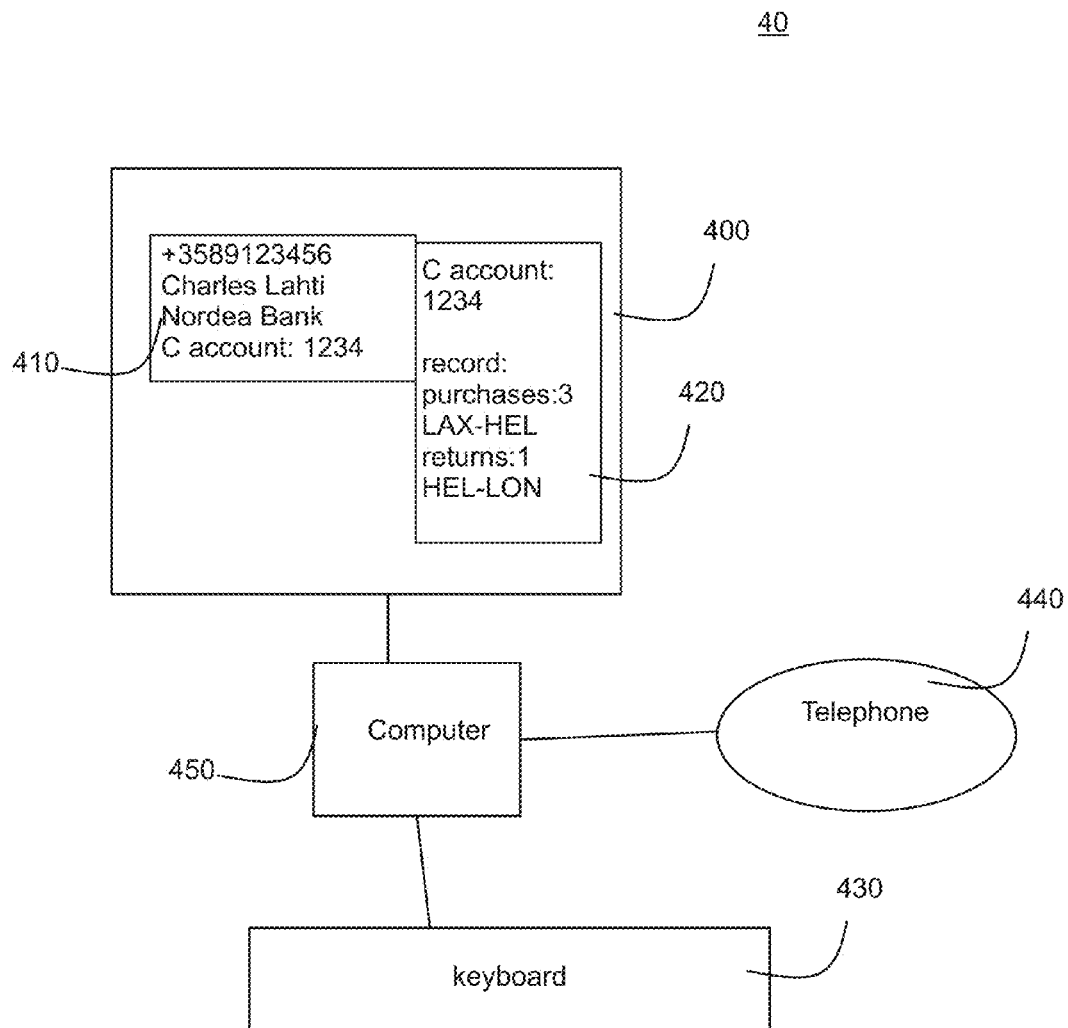 40
+3589123456
Charles Lahti
Nordea Bank
C account: 1234
410
C account:
1234
record:
purchases:3
LAX-HEL
returns:1
HEL-LON
400
420
440
Telephone
Computer
450
430
keyboard